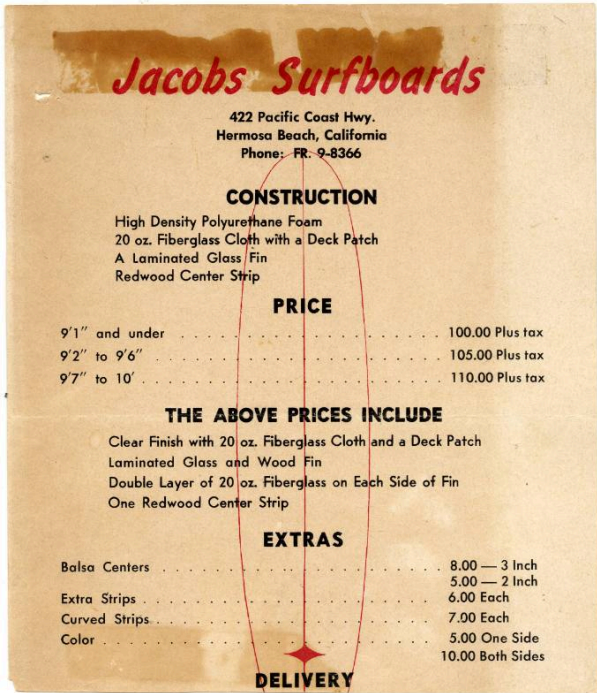 Jacobs Surfboards
422 Pacific Coast Hwy.
Hermosa Beach, California
Phone: FR. 9-8366
CONSTRUCTION
High Density Polyurethane Foam
20 oz. Fiberglass Cloth with a Deck Patch
A Laminated Glass Fin
Redwood Center Strip
PRICE
9'1" and under . . . . . . . . . . . . . . . . . . . . . 100.00 Plus tax
9'2" to 9'6" . . . . . . . . . . . . . . . . . . . . . . . 105.00 Plus tax
9'7" to 10' . . . . . . . . . . . . . . . . . . . . . . . . 110.00 Plus tax
THE ABOVE PRICES INCLUDE
Clear Finish with 20 oz. Fiberglass Cloth and a Deck Patch
Laminated Glass and Wood Fin
Double Layer of 20 oz. Fiberglass on Each Side of Fin
One Redwood Center Strip
EXTRAS
Balsa Centers . . . . . . . . . . . . . . . . . . . . . . 8.00 — 3 Inch
5.00 — 2 Inch
Extra Strips . . . . . . . . . . . . . . . . . . . . . . . 6.00 Each
Curved Strips . . . . . . . . . . . . . . . . . . . . . . 7.00 Each
Color . . . . . . . . . . . . . . . . . . . . . . . . . . . 5.00 One Side
10.00 Both Sides
DELIVERY